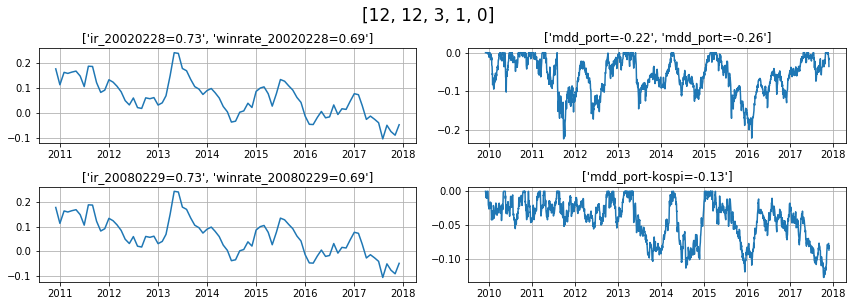 [12, 12, 3, 1, 0]
['ir_20020228=0.73', 'winrate_20020228=0.69']
0.2
0.1
0.0
−0.1
2011 2012 2013 2014 2015 2016 2017 2018
['mdd_port=-0.22', 'mdd_port=-0.26']
0.0
−0.1
−0.2
2010 2011 2012 2013 2014 2015 2016 2017 2018
['ir_20080229=0.73', 'winrate_20080229=0.69']
0.2
0.1
0.0
−0.1
2011 2012 2013 2014 2015 2016 2017 2018
['mdd_port-kospi=-0.13']
0.00
−0.05
−0.10
2010 2011 2012 2013 2014 2015 2016 2017 2018